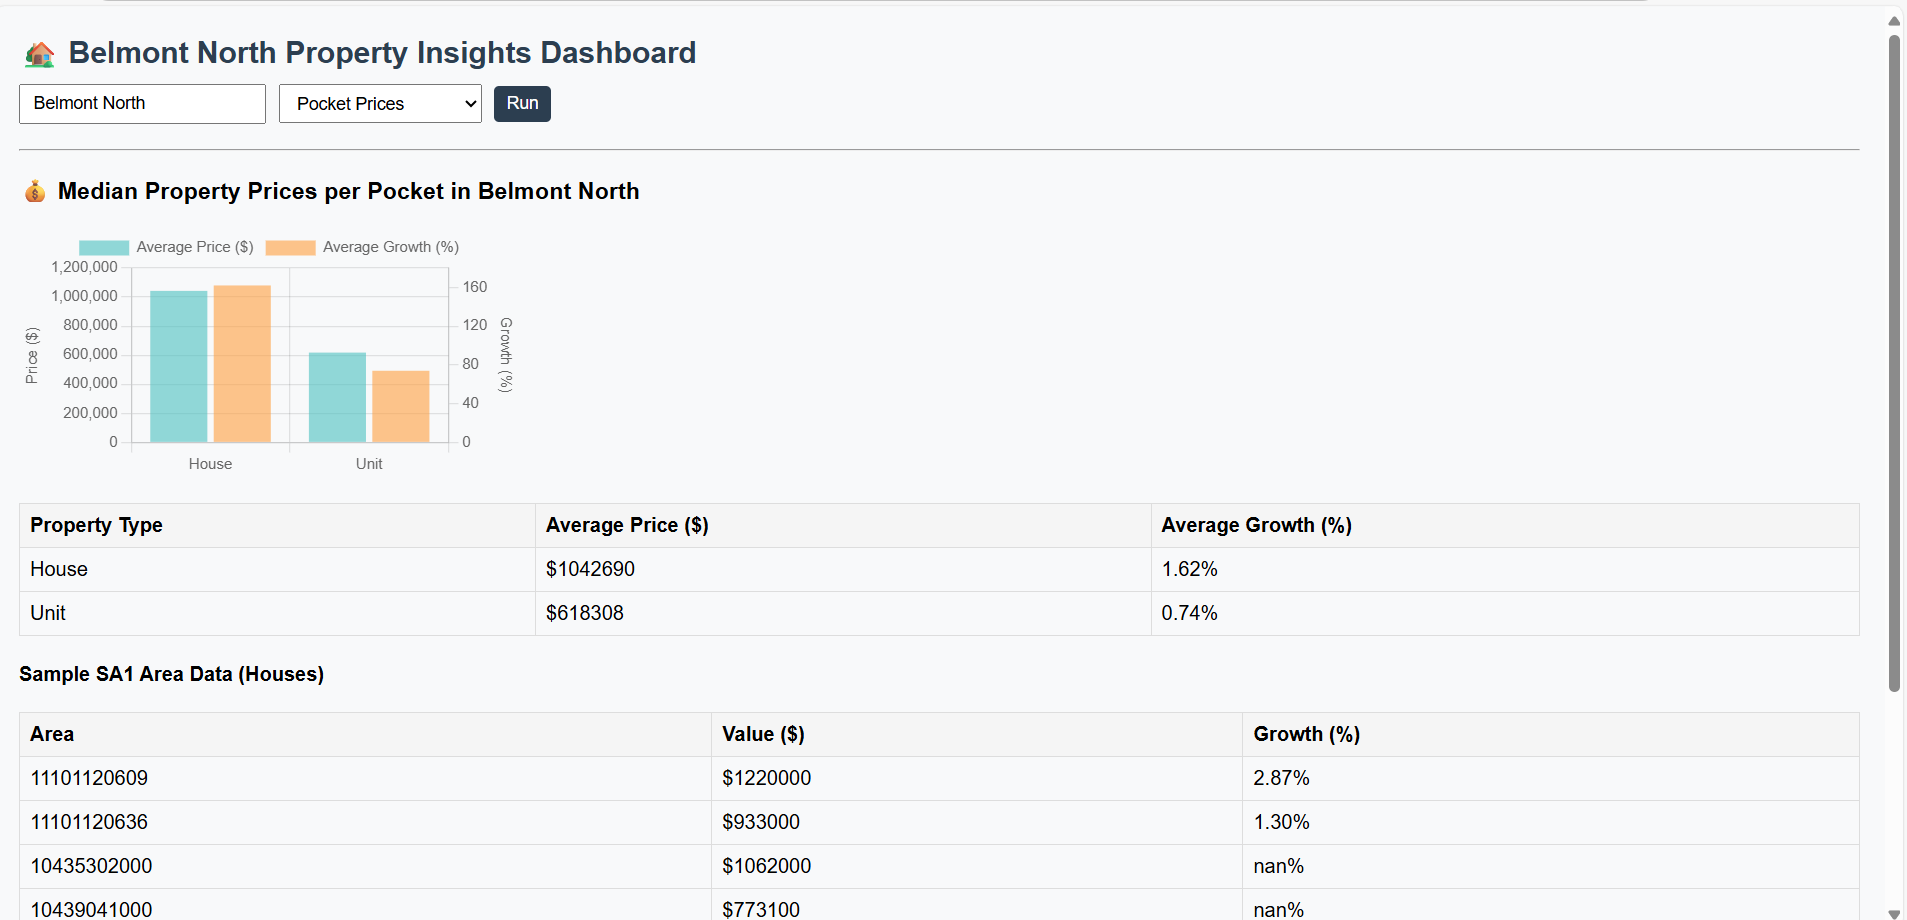 Belmont North Property Insights Dashboard
Belmont North Pocket Prices Run
Median Property Prices per Pocket in Belmont North
Average Price ($) Average Growth (%)
1,200,000
1,000,000
800,000
600,000
400,000
200,000
0
Price ($)
160
120
80
40
0
Growth (%)
House Unit
Property Type Average Price ($) Average Growth (%)
House $1042690 1.62%
Unit $618308 0.74%
Sample SA1 Area Data (Houses)
Area Value ($) Growth (%)
11101120609 $1220000 2.87%
11101120636 $933000 1.30%
10435302000 $1062000 nan%
10439041000 $773100 nan%